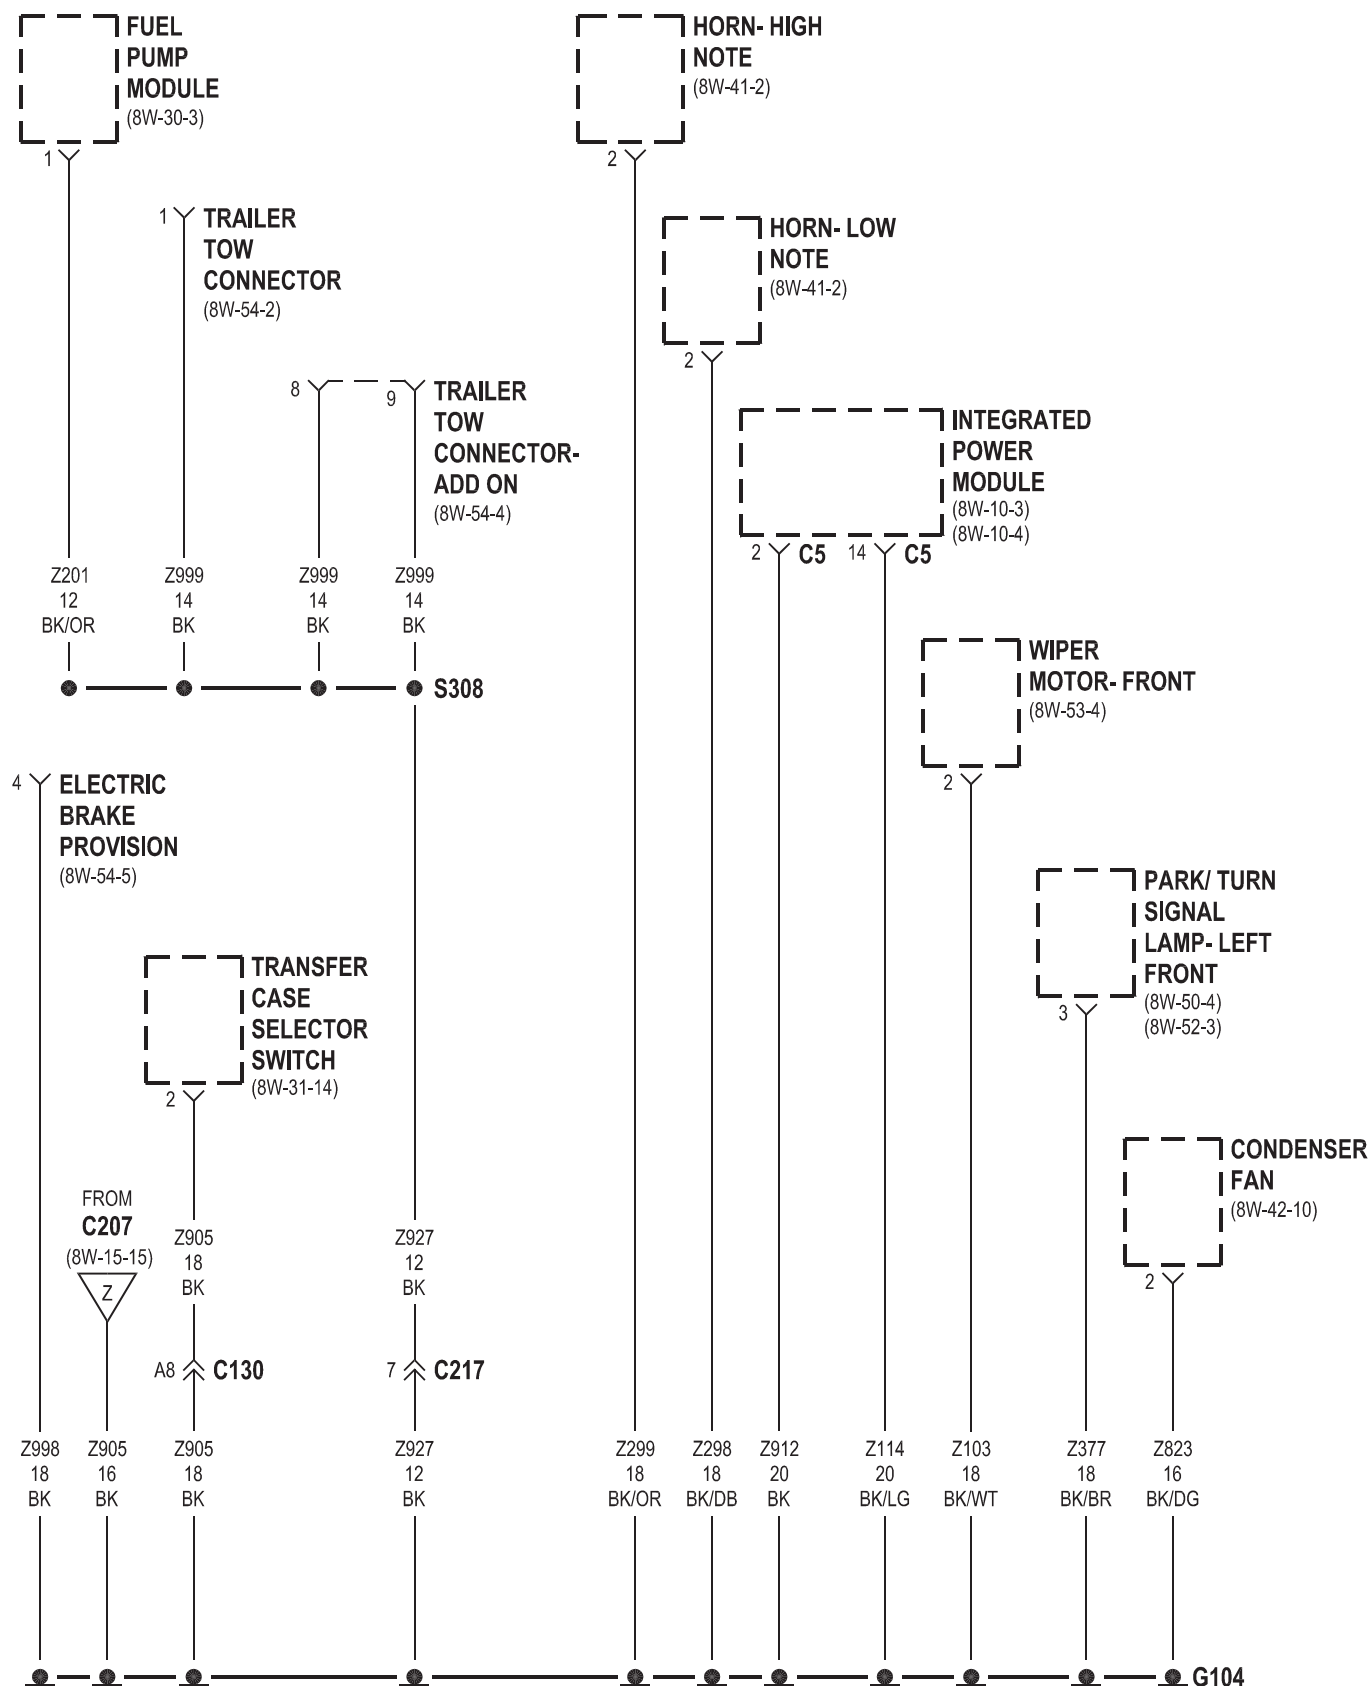 FUEL
PUMP
MODULE
(8W-30-3)
1
HORN- HIGH
NOTE
(8W-41-2)
2
1
TRAILER
TOW
CONNECTOR
(8W-54-2)
HORN- LOW
NOTE
(8W-41-2)
2
8
9
TRAILER
TOW
CONNECTOR-
ADD ON
(8W-54-4)
INTEGRATED
POWER
MODULE
(8W-10-3)
(8W-10-4)
2 C5 14 C5
Z201 Z999 Z999 Z999
12 14 14 14
BK/OR BK BK BK
S308
WIPER
MOTOR- FRONT
(8W-53-4)
2
4
ELECTRIC
BRAKE
PROVISION
(8W-54-5)
PARK/ TURN
SIGNAL
LAMP- LEFT
FRONT
(8W-50-4)
(8W-52-3)
3
TRANSFER
CASE
SELECTOR
SWITCH
(8W-31-14)
2
CONDENSER
FAN
(8W-42-10)
2
FROM
C207
(8W-15-15)
Z
Z905 Z927
18 12
BK BK
A8 C130 7 C217
Z998 Z905 Z905 Z927 Z299 Z298 Z912 Z114 Z103 Z377 Z823
18 16 18 12 18 18 20 20 18 18 16
BK BK BK BK BK/OR BK/DB BK BK/LG BK/WT BK/BR BK/DG
G104